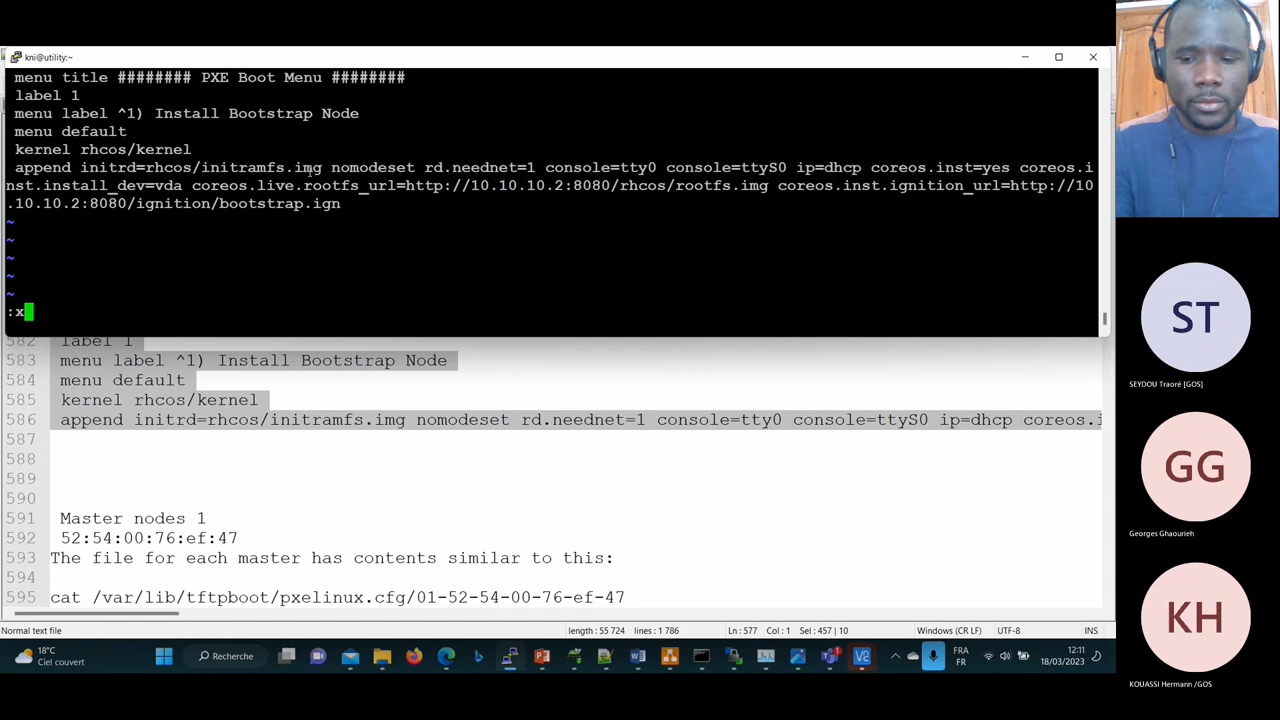 kni@utility:~
menu title ######## PXE Boot Menu ########
label 1
menu label ^1) Install Bootstrap Node
menu default
kernel rhcos/kernel
append initrd=rhcos/initramfs.img nomodeset rd.neednet=1 console=tty0 console=ttyS0 ip=dhcp coreos.inst=yes coreos.i
nst.install_dev=vda coreos.live.rootfs_url=http://10.10.10.2:8080/rhcos/rootfs.img coreos.inst.ignition_url=http://10
.10.10.2:8080/ignition/bootstrap.ign
~
~
~
~
~
:x
582 label 1
583 menu label ^1) Install Bootstrap Node
584 menu default
585 kernel rhcos/kernel
586 append initrd=rhcos/initramfs.img nomodeset rd.neednet=1 console=tty0 console=ttyS0 ip=dhcp coreos.i
587
588
589
590
591 Master nodes 1
592 52:54:00:76:ef:47
593 The file for each master has contents similar to this:
594
595 cat /var/lib/tftpboot/pxelinux.cfg/01-52-54-00-76-ef-47
Normal text file length : 55 724 lines : 1 786 Ln : 577 Col : 1 Sel : 457 | 10 Windows (CR LF) UTF-8 INS
18°C
Ciel couvert
Recherche
FRA
FR
12:11
18/03/2023
ST
SEYDOU Traoré [GOS]
GG
Georges Ghaourieh
KH
KOUASSI Hermann /GOS